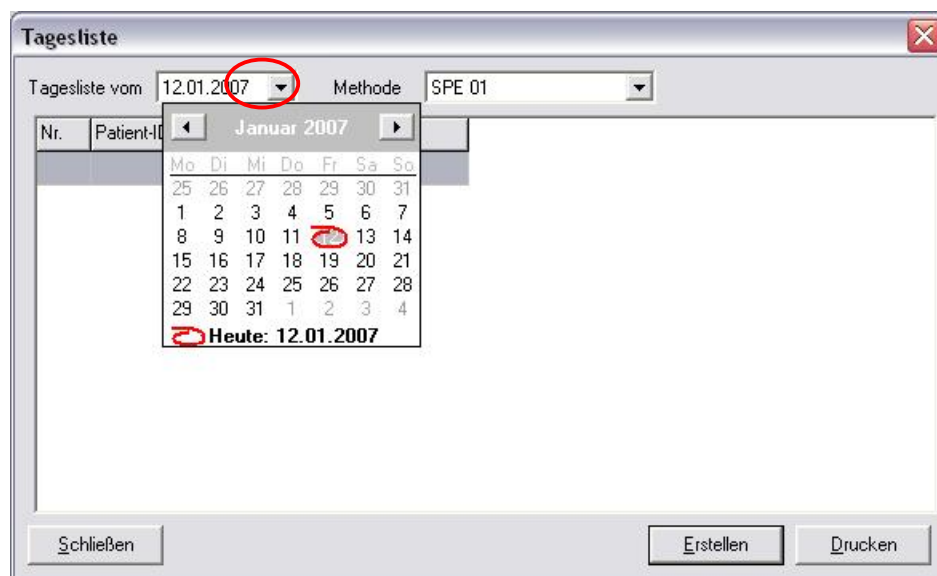 Tagesliste
Tagesliste vom 12.01.2007 Methode SPE 01
Nr. Patient-I
Januar 2007
Mo Di Mi Do Fr Sa So
25 26 27 28 29 30 31
1 2 3 4 5 6 7
8 9 10 11 12 13 14
15 16 17 18 19 20 21
22 23 24 25 26 27 28
29 30 31 1 2 3 4
Heute: 12.01.2007
Schließen Erstellen Drucken